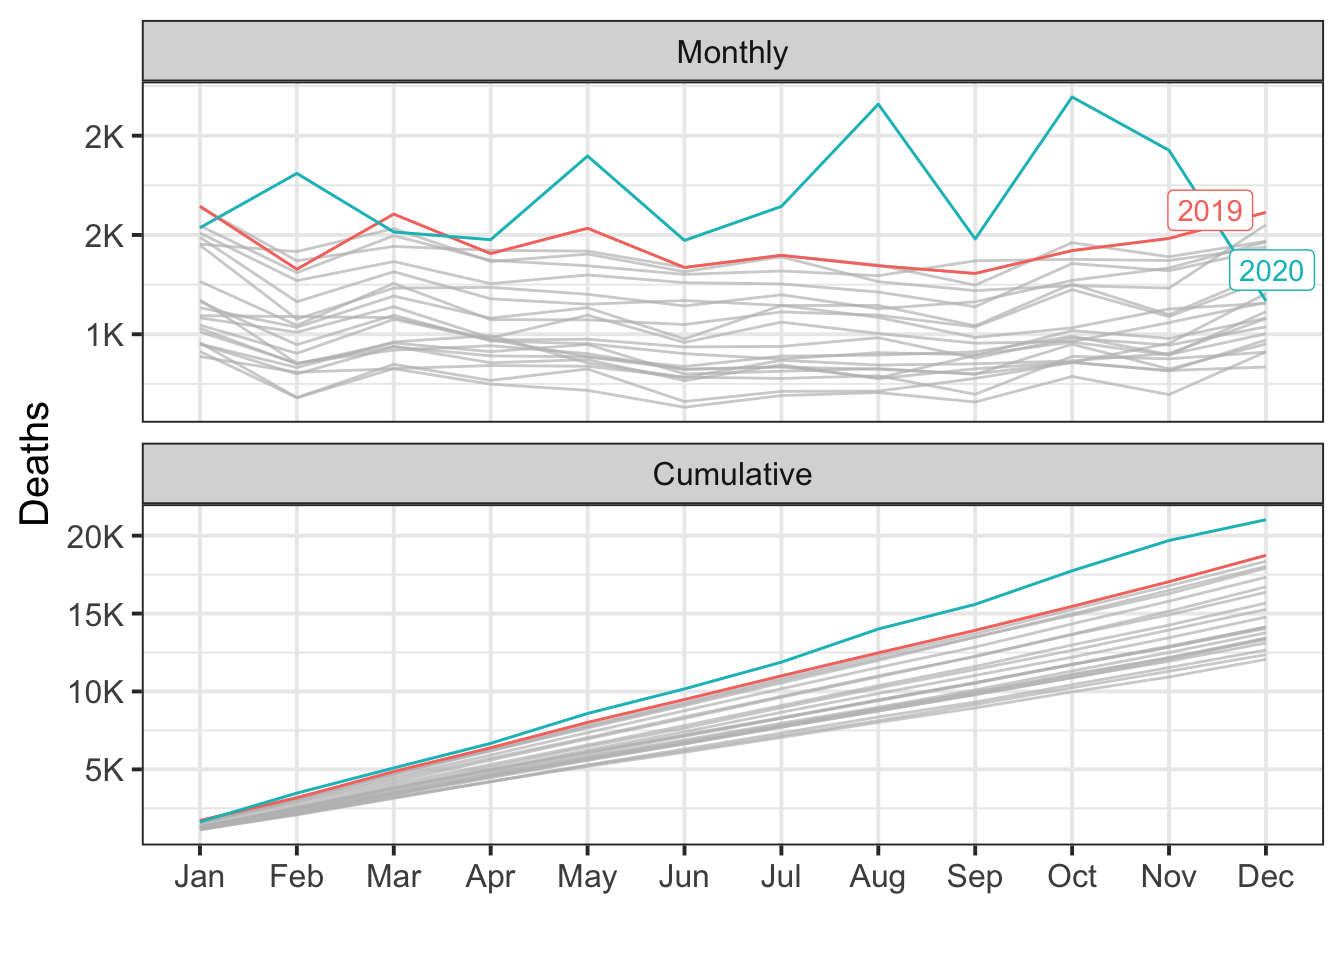 Monthly
2K
2K
1K
2019
2020
Deaths
Cumulative
20K
15K
10K
5K
Jan Feb Mar Apr May Jun Jul Aug Sep Oct Nov Dec